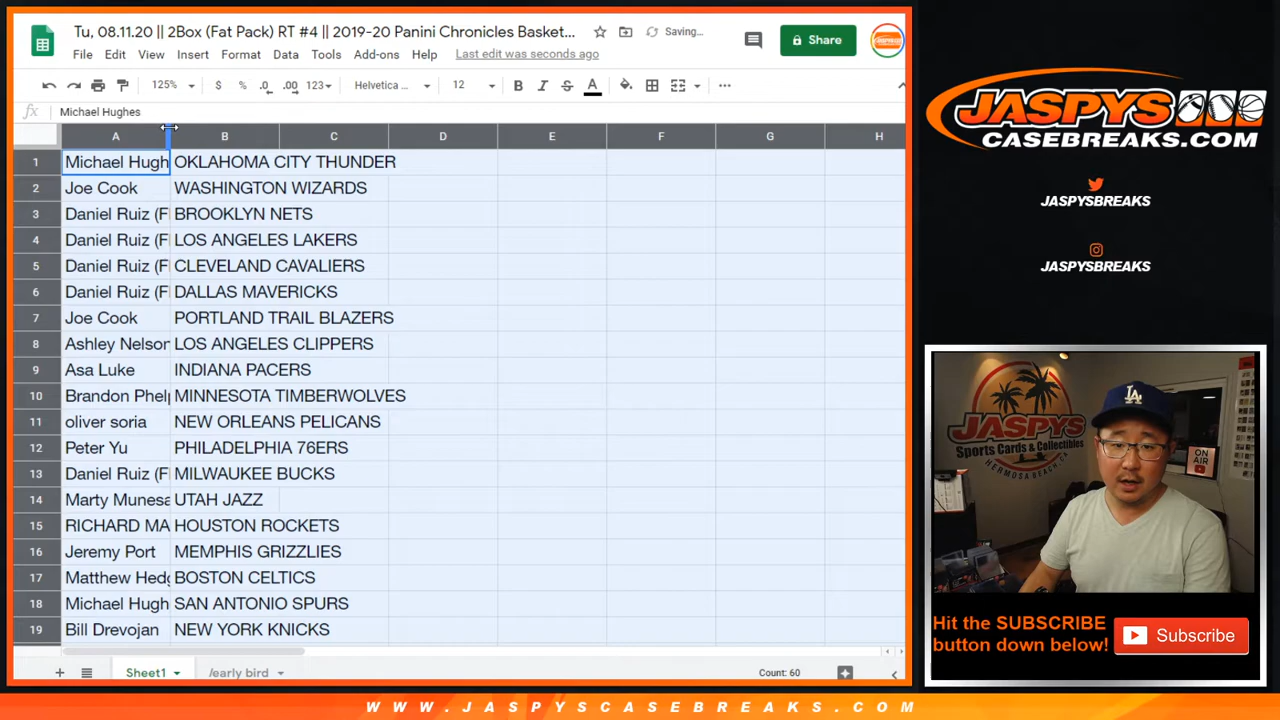 Tu, 08.11.20 || 2Box (Fat Pack) RT #4 || 2019-20 Panini Chronicles Basket...
Saving...
Share
File Edit View Insert Format Data Tools Add-ons Help Last edit was seconds ago
125% $ % .0 .00 123 Helvetica ... 12 B I S A
fx Michael Hughes
A B C D E F G H
1 Michael Hugh OKLAHOMA CITY THUNDER
2 Joe Cook WASHINGTON WIZARDS
3 Daniel Ruiz (F BROOKLYN NETS
4 Daniel Ruiz (F LOS ANGELES LAKERS
5 Daniel Ruiz (F CLEVELAND CAVALIERS
6 Daniel Ruiz (F DALLAS MAVERICKS
7 Joe Cook PORTLAND TRAIL BLAZERS
8 Ashley Nelson LOS ANGELES CLIPPERS
9 Asa Luke INDIANA PACERS
10 Brandon Phelp MINNESOTA TIMBERWOLVES
11 oliver soria NEW ORLEANS PELICANS
12 Peter Yu PHILADELPHIA 76ERS
13 Daniel Ruiz (F MILWAUKEE BUCKS
14 Marty Munesa UTAH JAZZ
15 RICHARD MA HOUSTON ROCKETS
16 Jeremy Port MEMPHIS GRIZZLIES
17 Matthew Hedg BOSTON CELTICS
18 Michael Hugh SAN ANTONIO SPURS
19 Bill Drevojan NEW YORK KNICKS
Sheet1 /early bird Count: 60
JASPYS
CASEBREAKS.COM
JASPYSBREAKS
JASPYSBREAKS
JASPYS
Sports Cards & Collectibles
HERMOSA BEACH, CA
LA
ON AIR
Hit the SUBSCRIBE
button down below!
Subscribe
WWW.JASPYSCASEBREAKS.COM